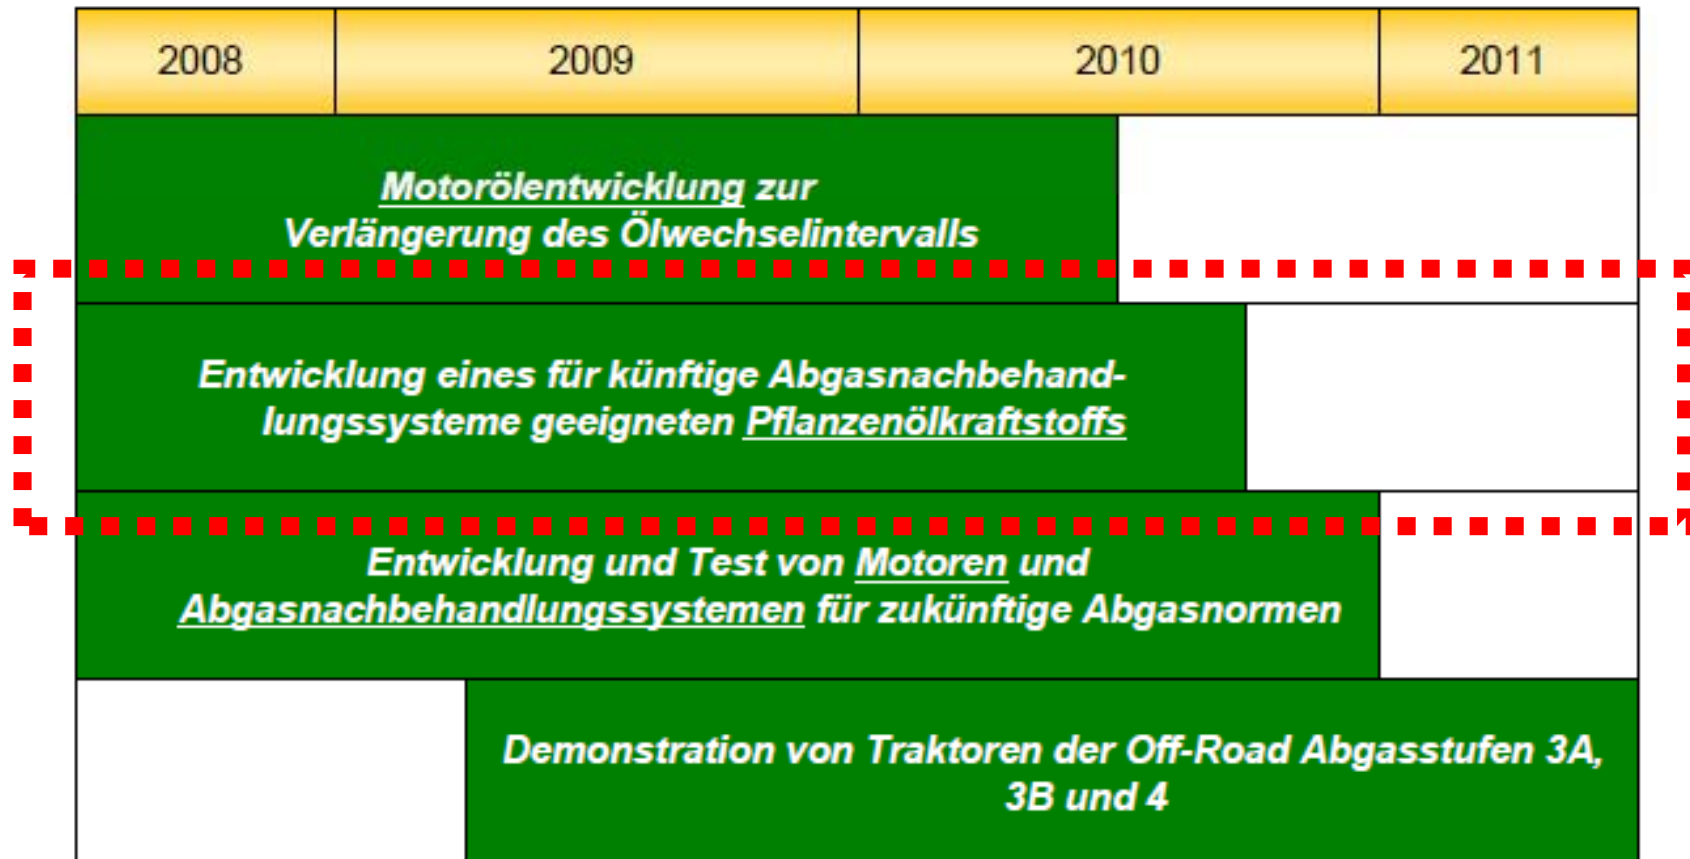 2008 2009 2010 2011
Motorölentwicklung zur
Verlängerung des Ölwechselintervalls
Entwicklung eines für künftige Abgasnachbehand-
lungssysteme geeigneten Pflanzenölkraftstoffs
Entwicklung und Test von Motoren und
Abgasnachbehandlungssystemen für zukünftige Abgasnormen
Demonstration von Traktoren der Off-Road Abgasstufen 3A,
3B und 4